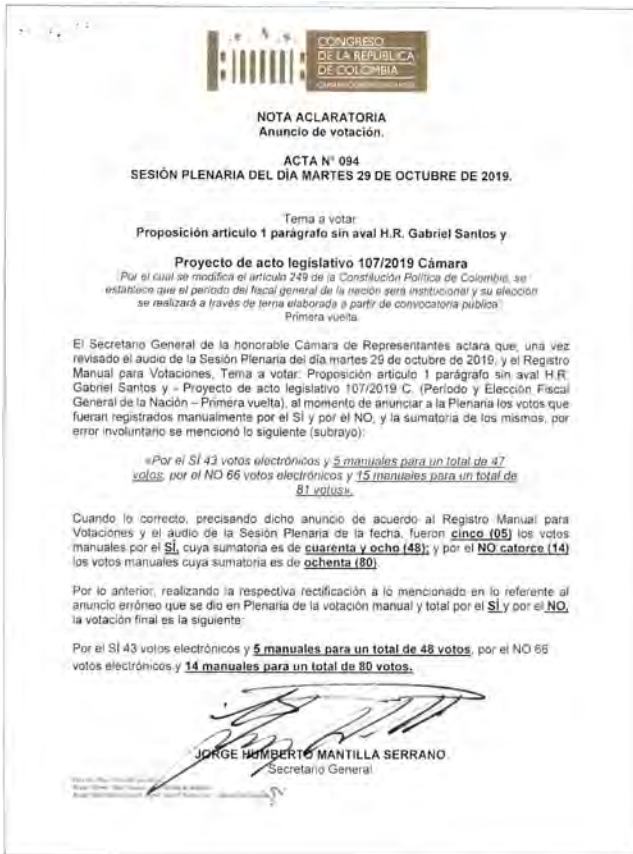 CONGRESO
DE LA REPÚBLICA
DE COLOMBIA
NOTA ACLARATORIA
Anuncio de votación.
ACTA N° 094
SESIÓN PLENARIA DEL DÍA MARTES 29 DE OCTUBRE DE 2019.
Tema a votar
Proposición artículo 1 parágrafo sin aval H.R. Gabriel Santos y
Proyecto de acto legislativo 107/2019 Cámara
Por el cual se modifica el artículo 249 de la Constitución Política de Colombia, se
establece que el periodo del fiscal general de la nación será institucional y su elección
se realizará a través de terna elaborada a partir de convocatoria pública
Primera vuelta.
El Secretario General de la honorable Cámara de Representantes aclara que, una vez
revisado el audio de la Sesión Plenaria del día martes 29 de octubre de 2019, y el Registro
Manual para Votaciones, Tema a votar: Proposición artículo 1 parágrafo sin aval H.R.
Gabriel Santos y - Proyecto de acto legislativo 107/2019 C. (Período y Elección Fiscal
General de la Nación – Primera vuelta), al momento de anunciar a la Plenaria los votos que
fueran registrados manualmente por el SÍ y por el NO, y la sumatoria de los mismos, por
error involuntario se mencionó lo siguiente (subrayo):
«Por el SÍ 43 votos electrónicos y 5 manuales para un total de 47
votos, por el NO 66 votos electrónicos y 15 manuales para un total de
81 votos».
Cuando lo correcto, precisando dicho anuncio de acuerdo al Registro Manual para
Votaciones y el audio de la Sesión Plenaria de la fecha, fueron cinco (05) los votos
manuales por el SÍ, cuya sumatoria es de cuarenta y ocho (48); y por el NO catorce (14)
los votos manuales cuya sumatoria es de ochenta (80).
Por lo anterior, realizando la respectiva rectificación a lo mencionado en lo referente al
anuncio erróneo que se dio en Plenaria de la votación manual y total por el SÍ y por el NO,
la votación final es la siguiente:
Por el SÍ 43 votos electrónicos y 5 manuales para un total de 48 votos, por el NO 66
votos electrónicos y 14 manuales para un total de 80 votos.
JORGE HUMBERTO MANTILLA SERRANO.
Secretario General